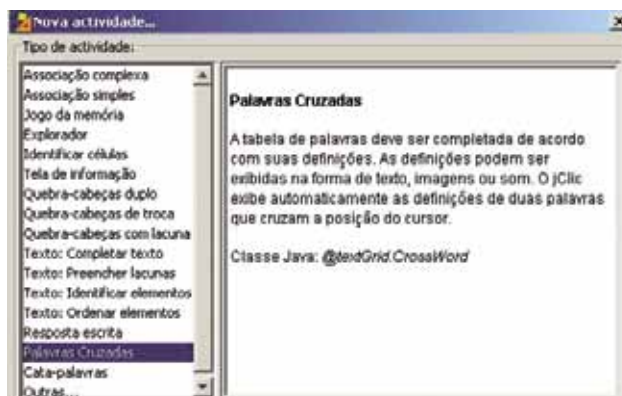 Nova actividade...
Tipo de actividade:
Associação complexa
Associação simples
Jogo da memória
Explorador
Identificar células
Tela de informação
Quebra-cabeças duplo
Quebra-cabeças de troca
Quebra-cabeças com lacuna
Texto: Completar texto
Texto: Preencher lacunas
Texto: Identificar elementos
Texto: Ordenar elementos
Resposta escrita
Palavras Cruzadas
Cata-palavras
Outras...
Palavras Cruzadas
A tabela de palavras deve ser completada de acordo
com suas definições. As definições podem ser
exibidas na forma de texto, imagens ou som. O jClic
exibe automaticamente as definições de duas palavras
que cruzam a posição do cursor.
Classe Java: @textGrid.CrossWord